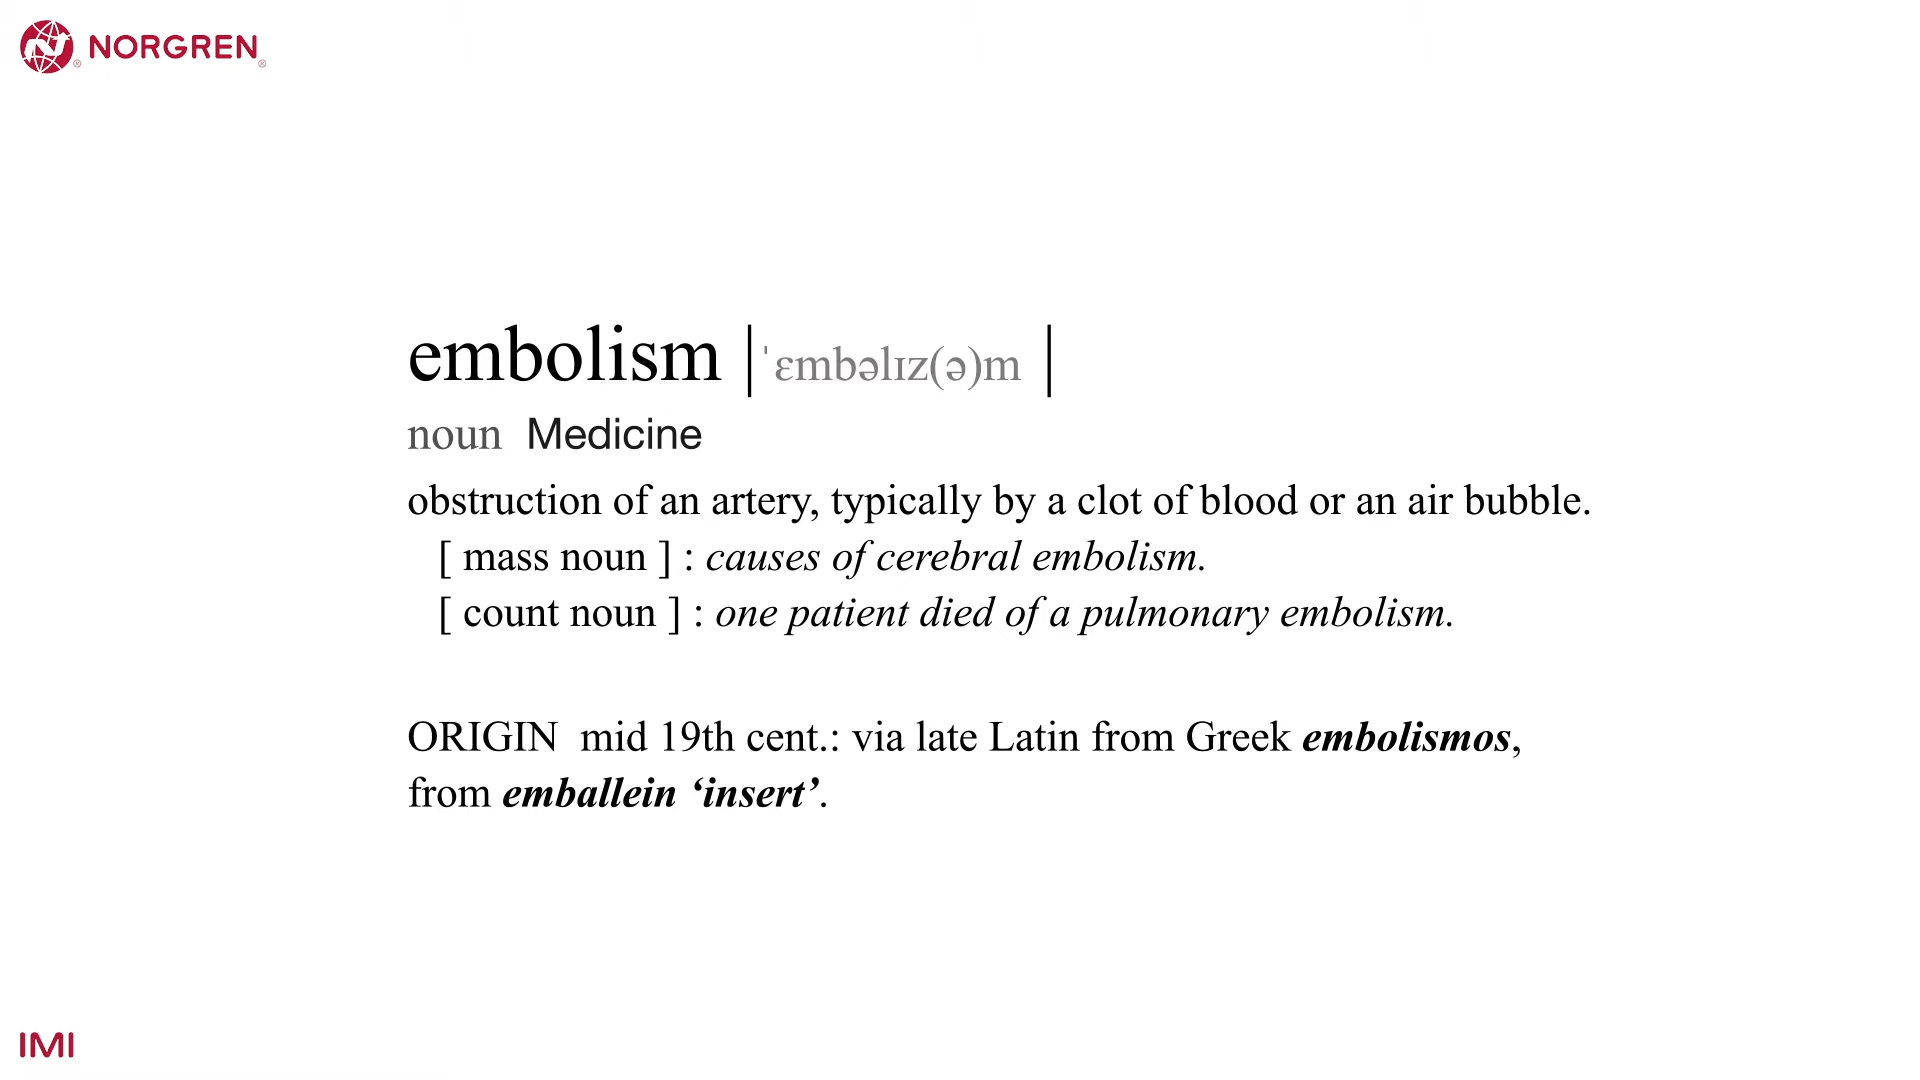 NORGREN
embolism |ˈɛmbəlɪz(ə)m |
noun Medicine
obstruction of an artery, typically by a clot of blood or an air bubble.
[ mass noun ] : causes of cerebral embolism.
[ count noun ] : one patient died of a pulmonary embolism.
ORIGIN mid 19th cent.: via late Latin from Greek embolismos,
from emballein ‘insert’.
IMI